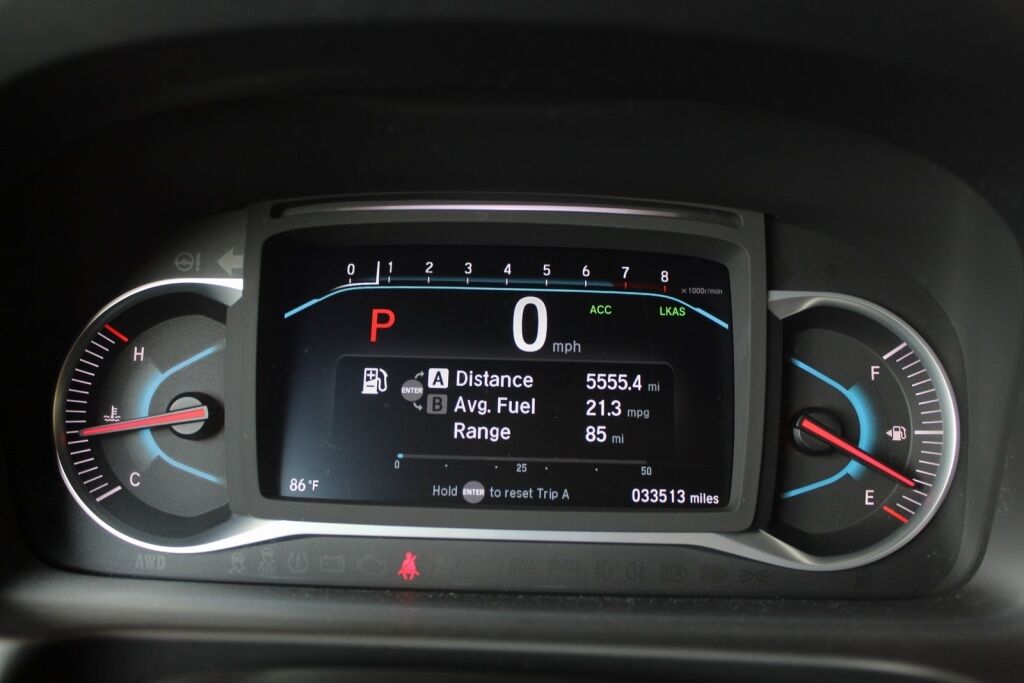 0 1 2 3 4 5 6 7 8
×1000r/min
P 0 mph
ACC LKAS
H
C
F
E
ENTER
A Distance 5555.4 mi
B Avg. Fuel 21.3 mpg
Range 85 mi
0 25 50
86°F
Hold ENTER to reset Trip A
033513 miles
AWD